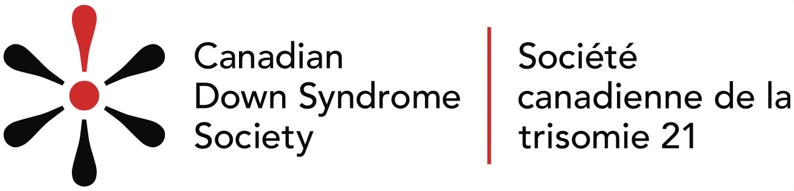 Canadian
Down Syndrome
Society
Société
canadienne de la
trisomie 21